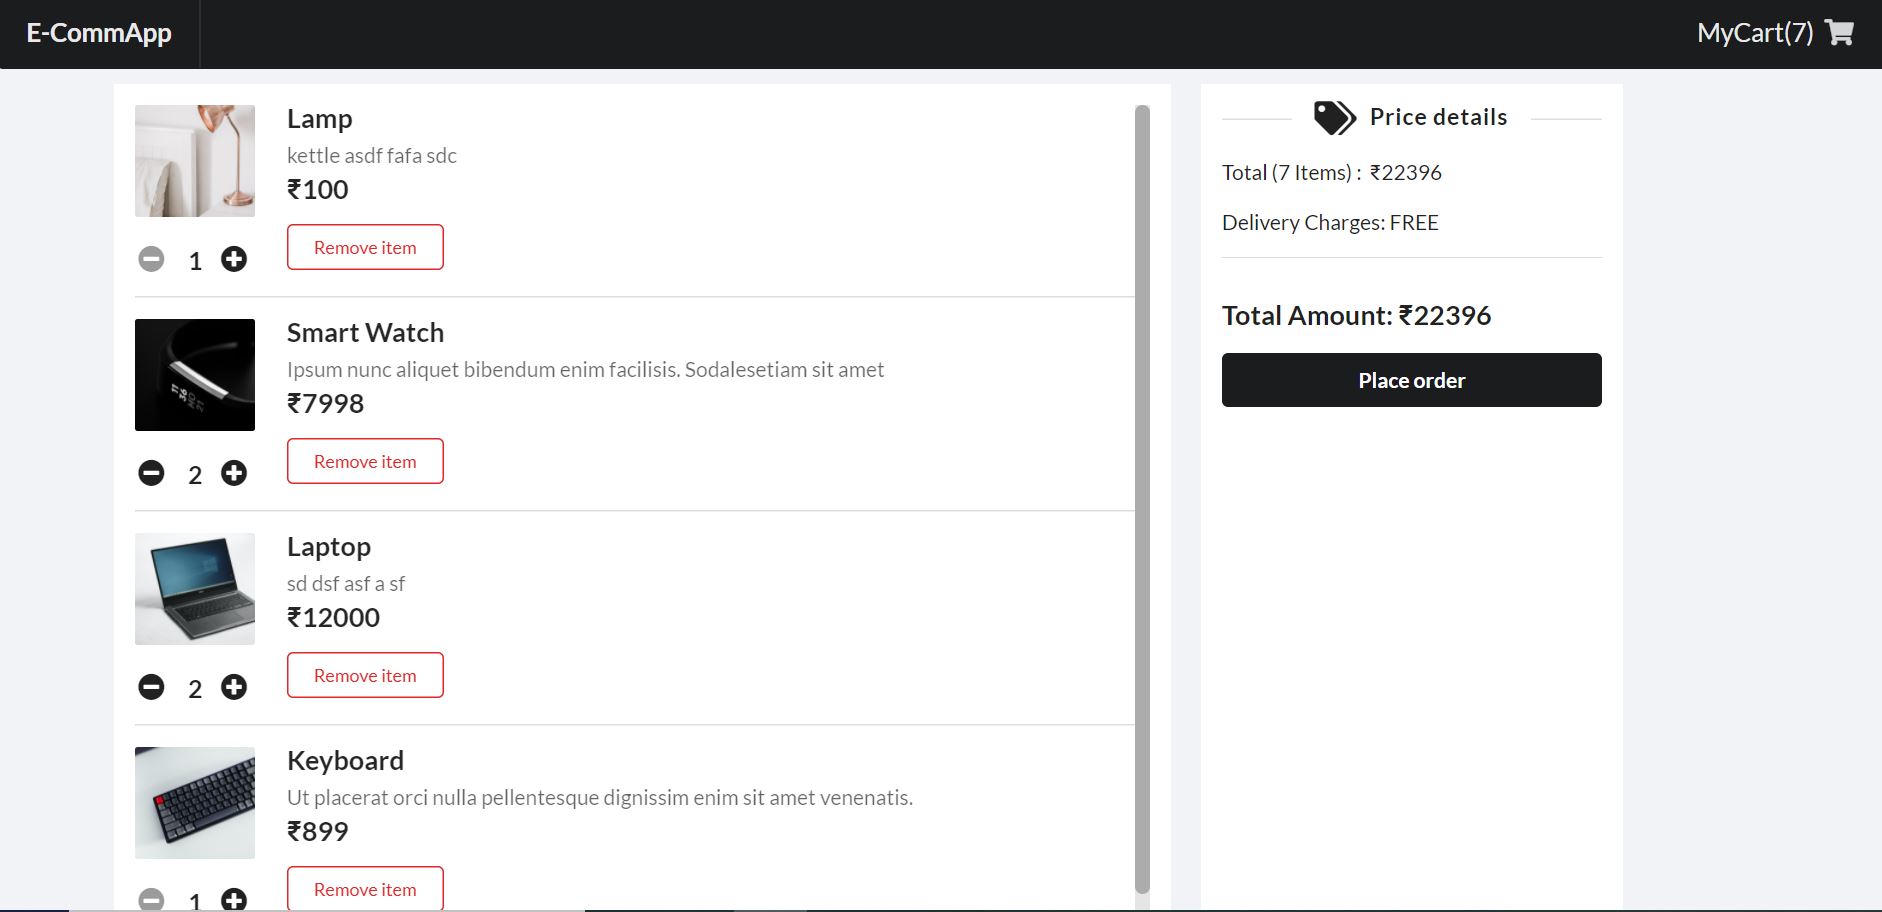 E-CommApp
MyCart(7)
Lamp
kettle asdf fafa sdc
₹100
Remove item
1
Smart Watch
Ipsum nunc aliquet bibendum enim facilisis. Sodalesetiam sit amet
₹7998
Remove item
2
Laptop
sd dsf asf a sf
₹12000
Remove item
2
Keyboard
Ut placerat orci nulla pellentesque dignissim enim sit amet venenatis.
₹899
Remove item
1
Price details
Total (7 Items) : ₹22396
Delivery Charges: FREE
Total Amount: ₹22396
Place order